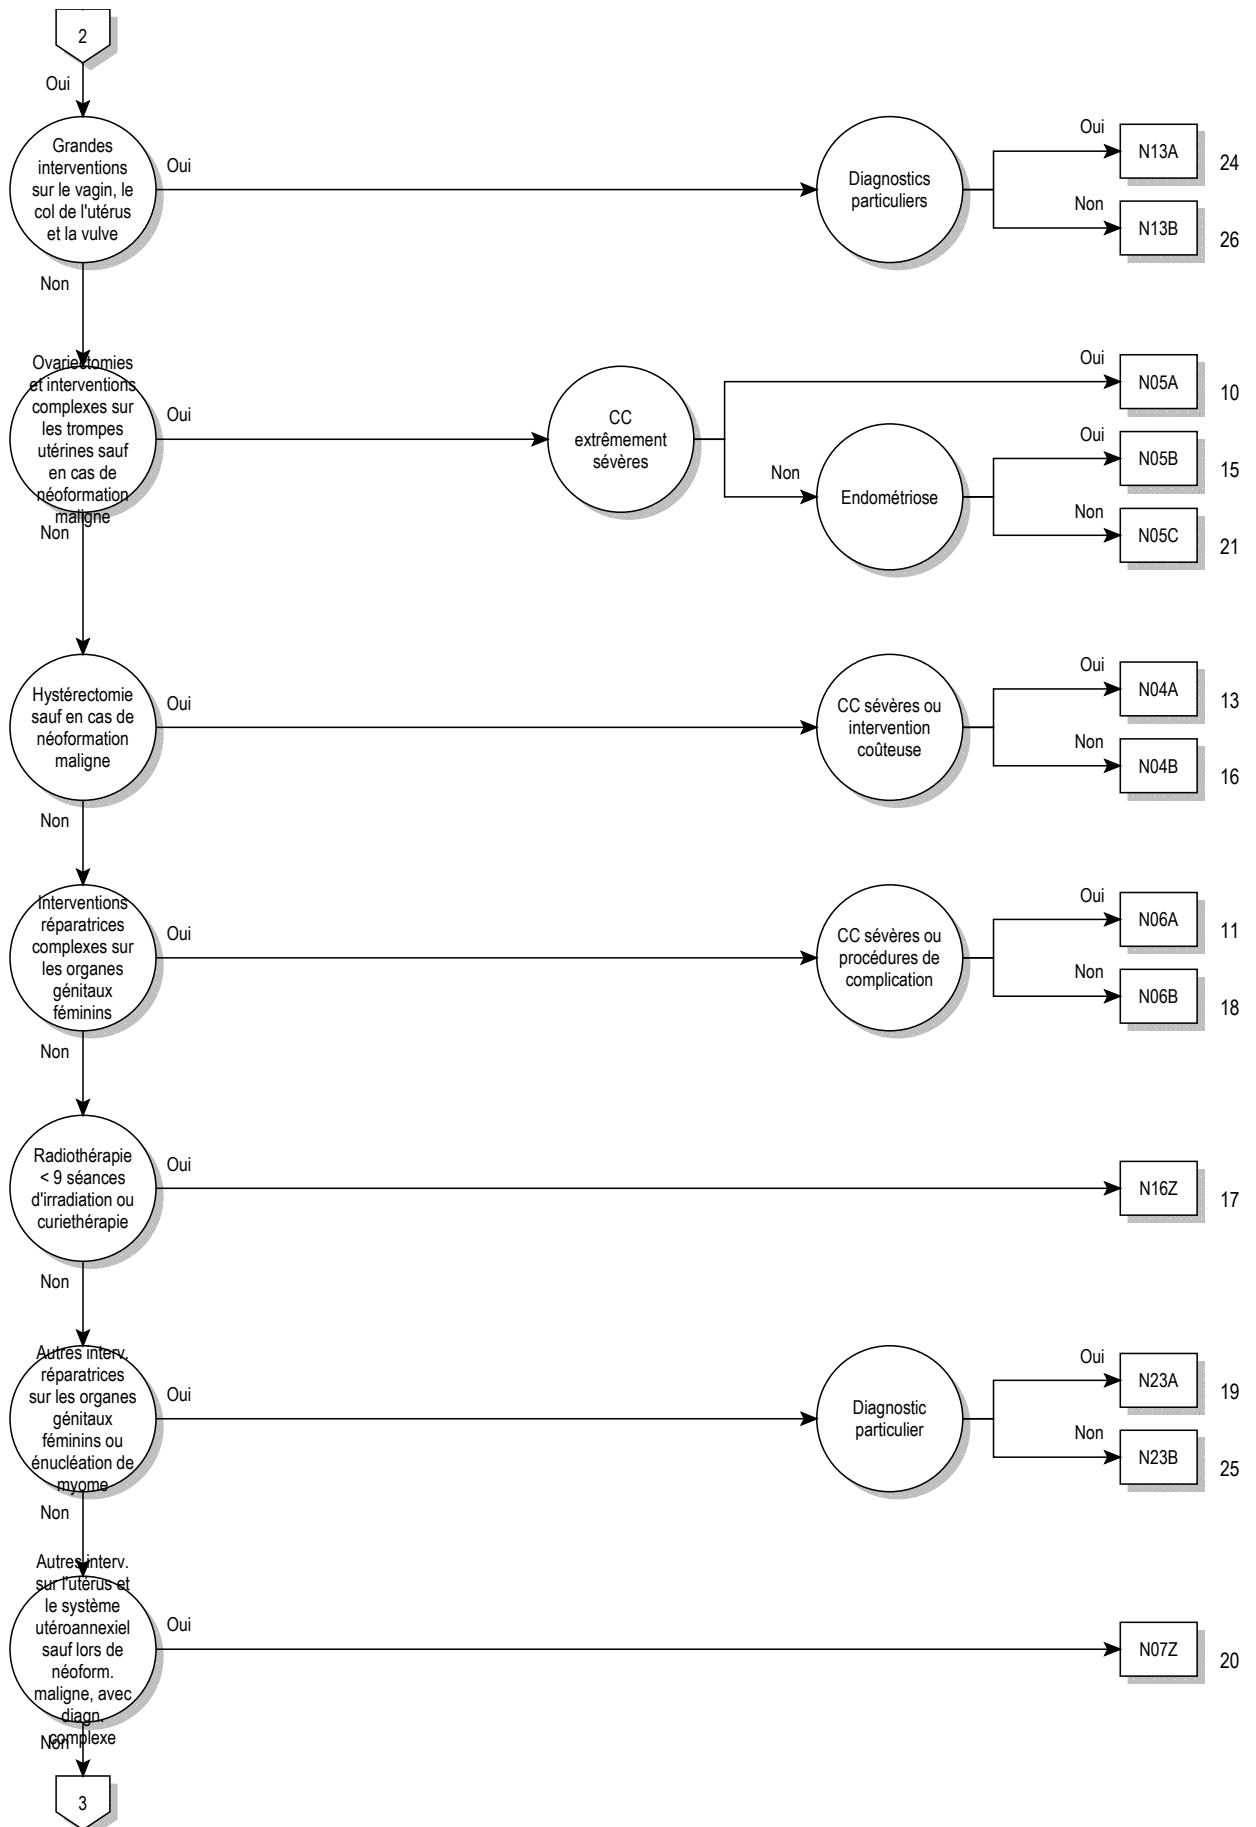 2
Oui
Grandes
interventions
sur le vagin, le
col de l'utérus
et la vulve
Oui
Diagnostics
particuliers
Oui
N13A
24
Non
N13B
26
Non
Ovariectomies
et interventions
complexes sur
les trompes
utérines sauf
en cas de
néoformation
maligne
Oui
CC
extrêmement
sévères
Oui
N05A
10
Non
Endométriose
Oui
N05B
15
Non
N05C
21
Non
Hystérectomie
sauf en cas de
néoformation
maligne
Oui
CC sévères ou
intervention
coûteuse
Oui
N04A
13
Non
N04B
16
Non
Interventions
réparatrices
complexes sur
les organes
génitaux
féminins
Oui
CC sévères ou
procédures de
complication
Oui
N06A
11
Non
N06B
18
Non
Radiothérapie
< 9 séances
d'irradiation ou
curiethérapie
Oui
N16Z
17
Non
Autres interv.
réparatrices
sur les organes
génitaux
féminins ou
énucléation de
myome
Oui
Diagnostic
particulier
Oui
N23A
19
Non
N23B
25
Non
Autres interv.
sur l'utérus et
le système
utéroannexiel
sauf lors de
néoform.
maligne, avec
diagn.
complexe
Oui
N07Z
20
Non
3